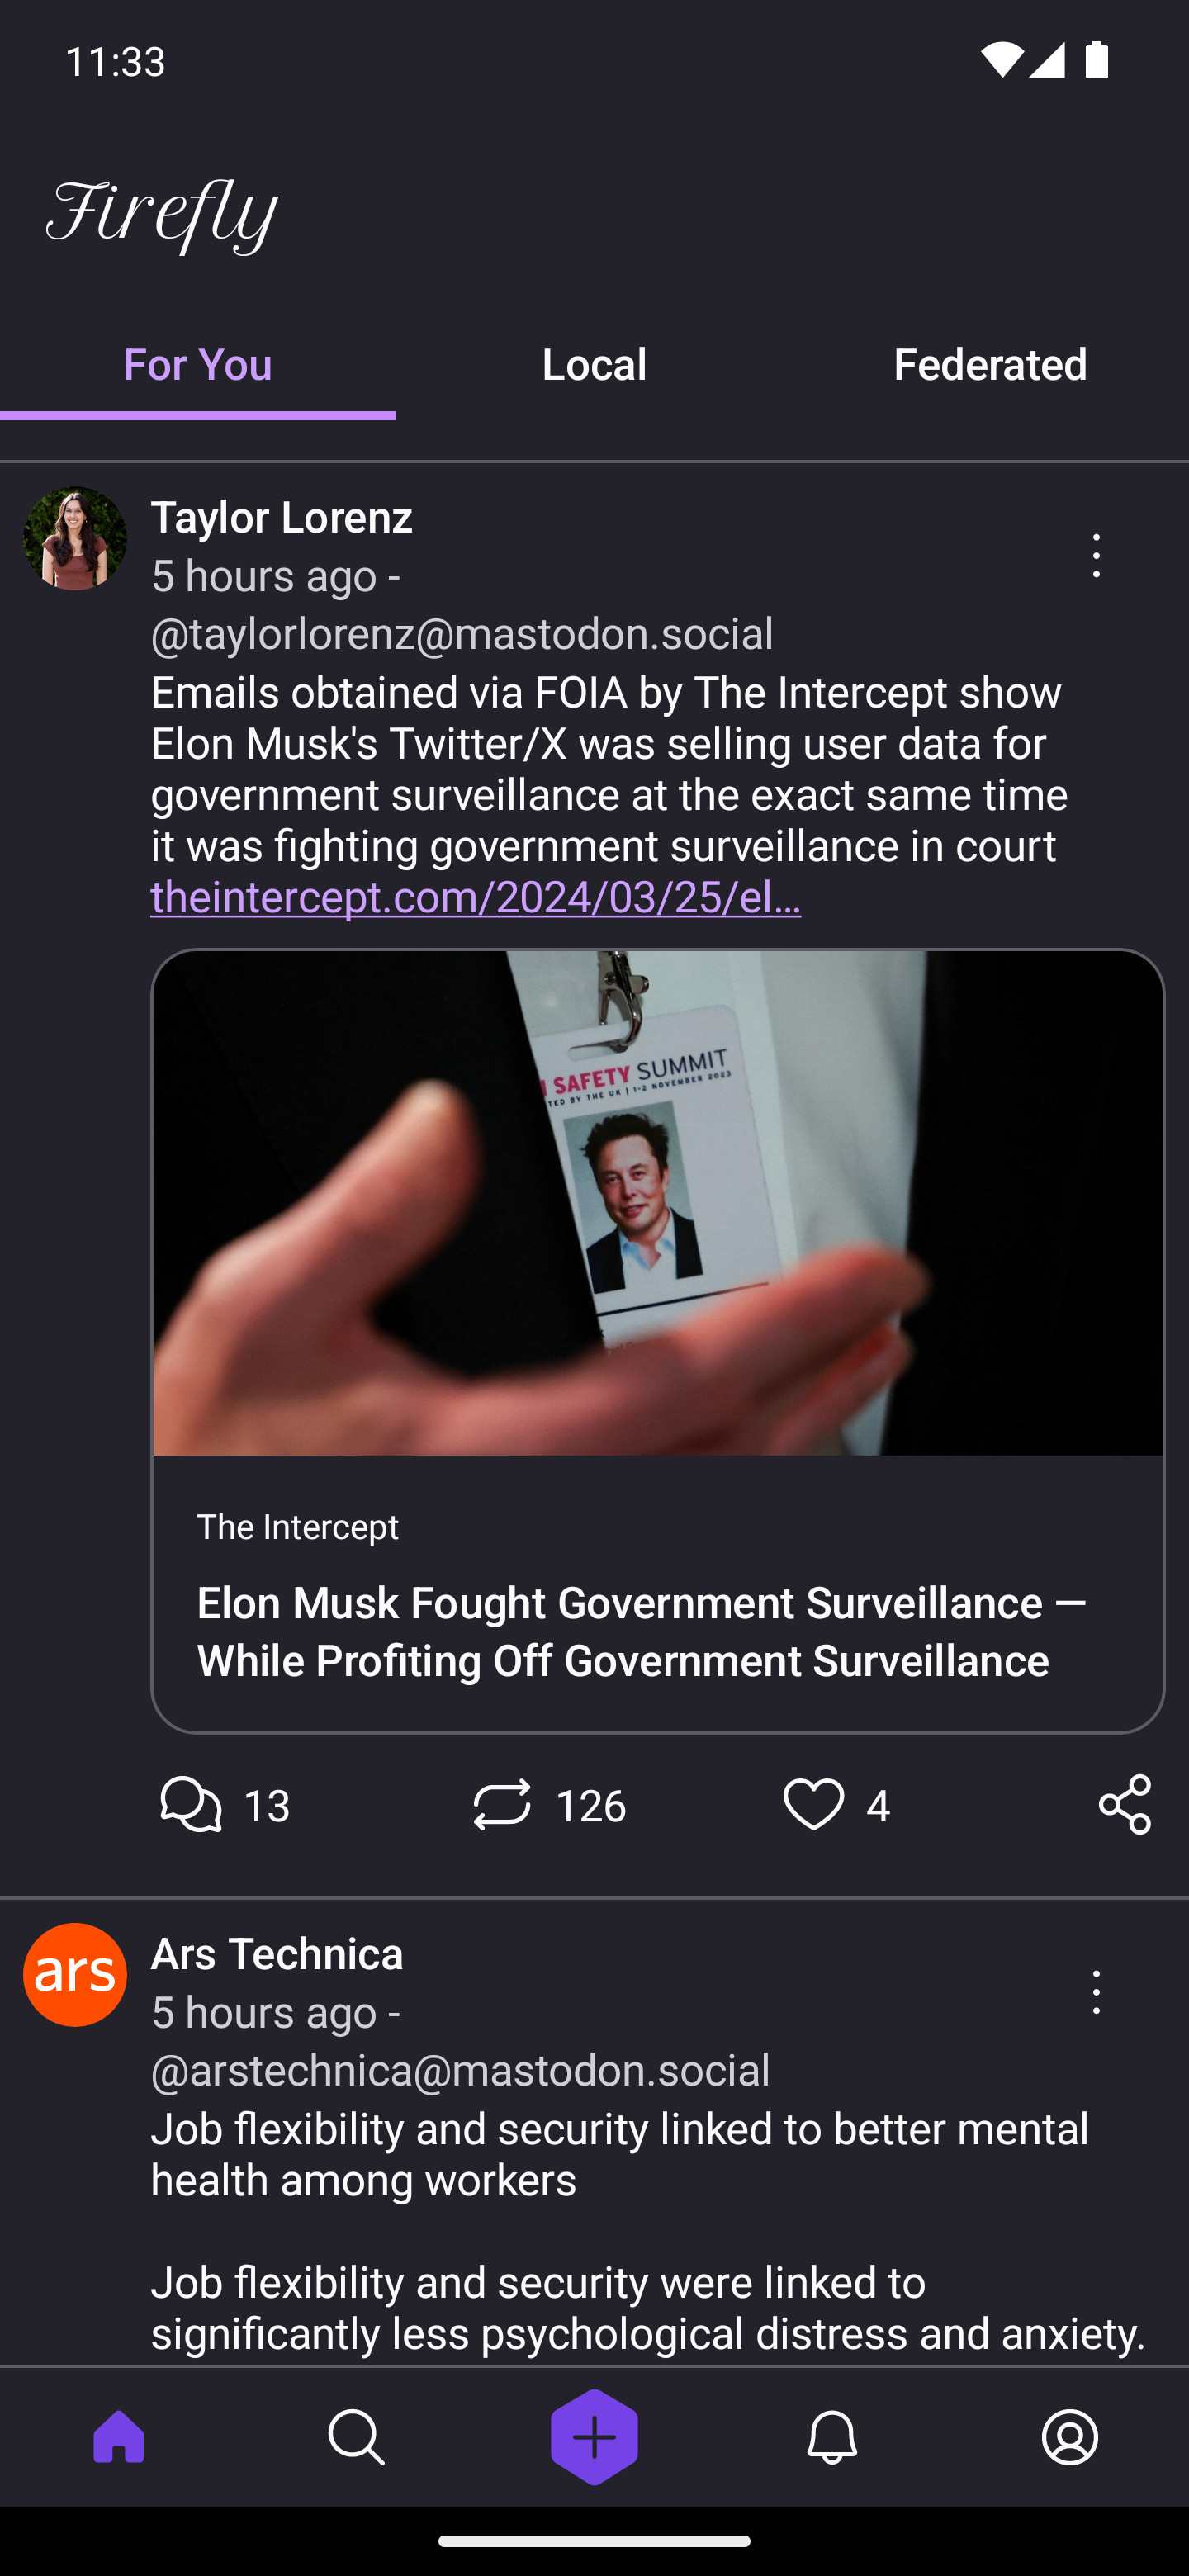 11:33
Firefly
For You
Local
Federated
Taylor Lorenz
5 hours ago -
@taylorlorenz@mastodon.social
Emails obtained via FOIA by The Intercept show
Elon Musk's Twitter/X was selling user data for
government surveillance at the exact same time
it was fighting government surveillance in court
theintercept.com/2024/03/25/el…
SAFETY SUMMIT
TED BY THE UK | 1-2 NOVEMBER 2023
The Intercept
Elon Musk Fought Government Surveillance —
While Profiting Off Government Surveillance
13
126
4
ars
Ars Technica
5 hours ago -
@arstechnica@mastodon.social
Job flexibility and security linked to better mental
health among workers
Job flexibility and security were linked to
significantly less psychological distress and anxiety.